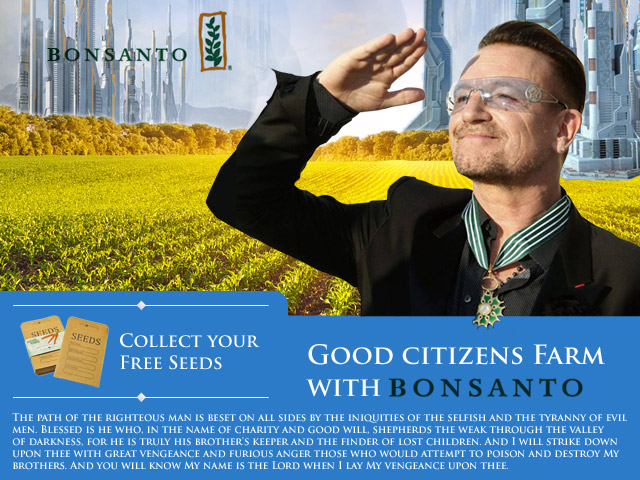 BONSANTO
SEEDS
SEEDS
COLLECT YOUR
FREE SEEDS
GOOD CITIZENS FARM
WITH BONSANTO
THE PATH OF THE RIGHTEOUS MAN IS BESET ON ALL SIDES BY THE INIQUITIES OF THE SELFISH AND THE TYRANNY OF EVIL
MEN. BLESSED IS HE WHO, IN THE NAME OF CHARITY AND GOOD WILL, SHEPHERDS THE WEAK THROUGH THE VALLEY
OF DARKNESS, FOR HE IS TRULY HIS BROTHER'S KEEPER AND THE FINDER OF LOST CHILDREN. AND I WILL STRIKE DOWN
UPON THEE WITH GREAT VENGEANCE AND FURIOUS ANGER THOSE WHO WOULD ATTEMPT TO POISON AND DESTROY MY
BROTHERS. AND YOU WILL KNOW MY NAME IS THE LORD WHEN I LAY MY VENGEANCE UPON THEE.